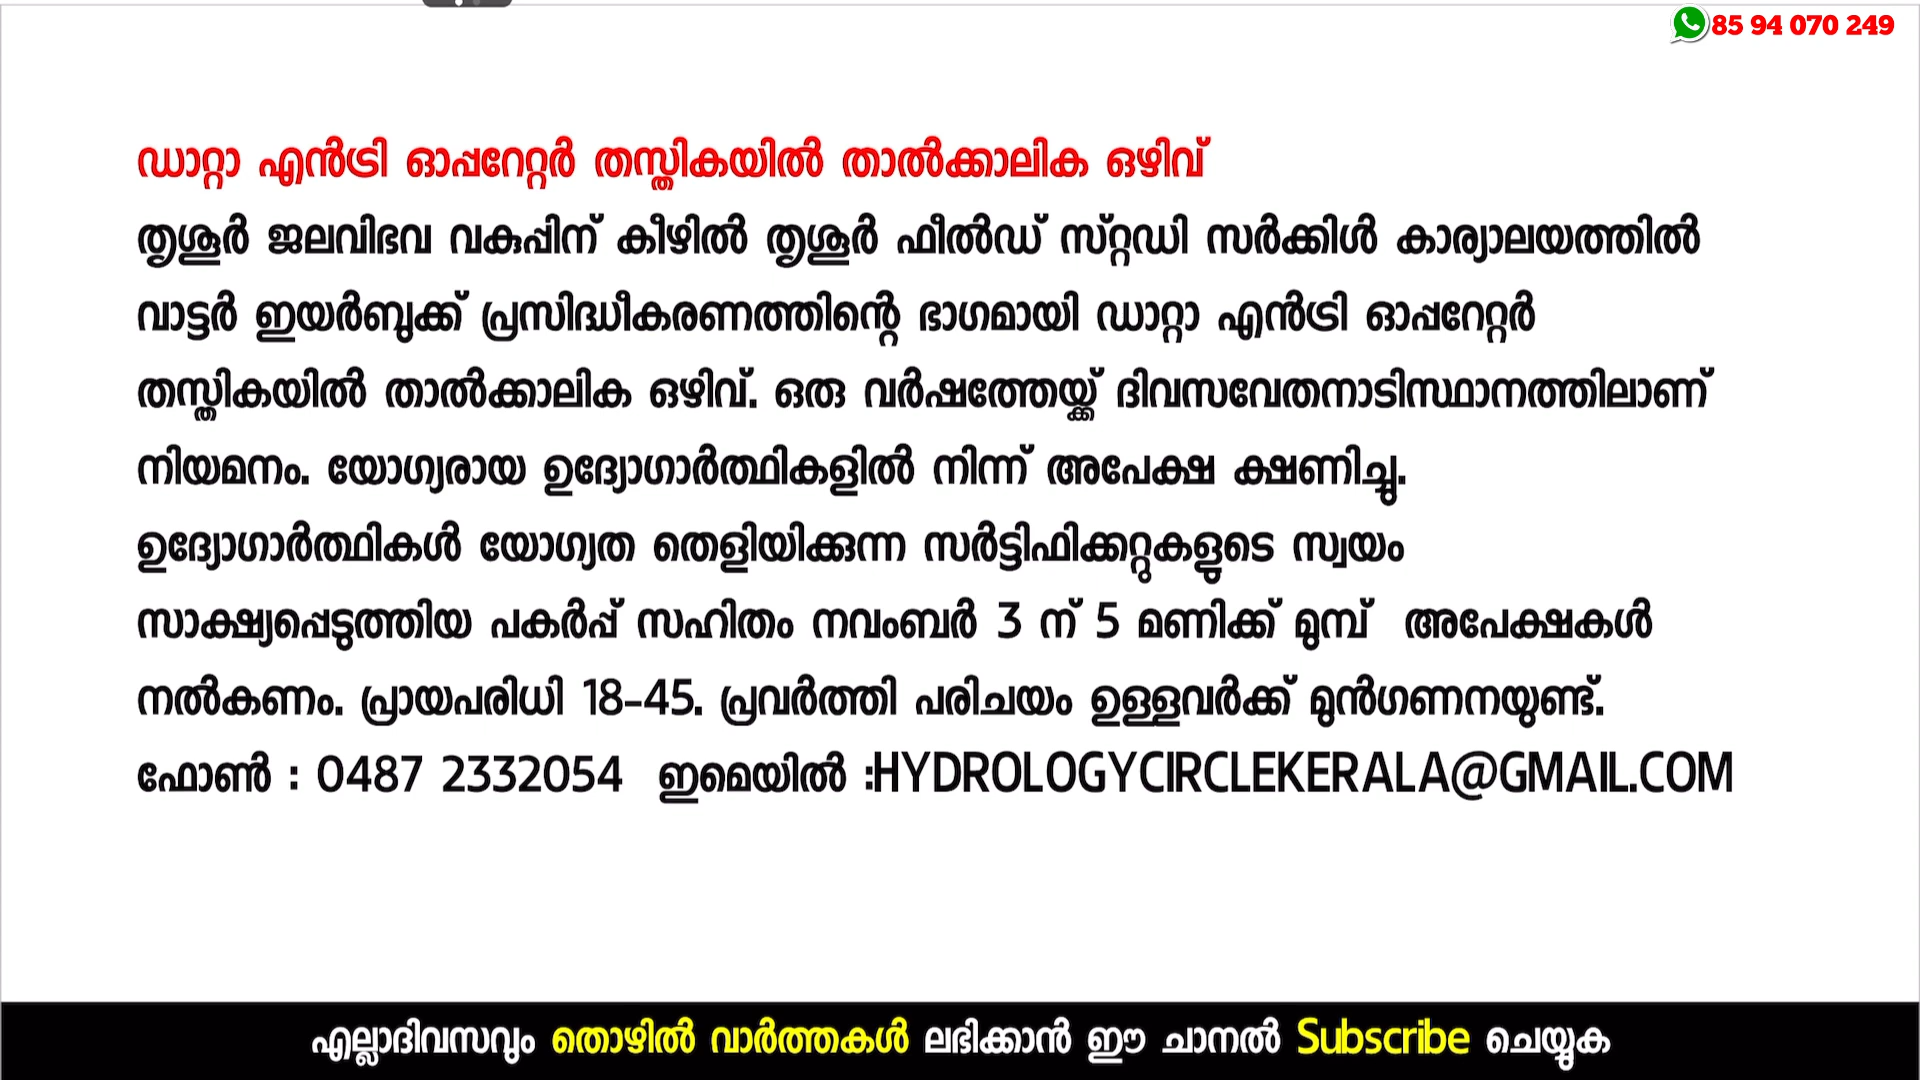 85 94 070 249
ഡാറ്റാ എൻട്രി ഓപ്പറേറ്റർ തസ്തികയിൽ താൽക്കാലിക ഒഴിവ്
തൃശൂർ ജലവിഭവ വകുപ്പിന് കീഴിൽ തൃശൂർ ഫീൽഡ് സ്റ്റഡി സർക്കിൾ കാര്യാലയത്തിൽ
വാട്ടർ ഇയർബുക്ക് പ്രസിദ്ധീകരണത്തിന്റെ ഭാഗമായി ഡാറ്റാ എൻട്രി ഓപ്പറേറ്റർ
തസ്തികയിൽ താൽക്കാലിക ഒഴിവ്. ഒരു വർഷത്തേയ്ക്ക് ദിവസവേതനാടിസ്ഥാനത്തിലാണ്
നിയമനം. യോഗ്യരായ ഉദ്യോഗാർത്ഥികളിൽ നിന്ന് അപേക്ഷ ക്ഷണിച്ചു.
ഉദ്യോഗാർത്ഥികൾ യോഗ്യത തെളിയിക്കുന്ന സർട്ടിഫിക്കറ്റുകളുടെ സ്വയം
സാക്ഷ്യപ്പെടുത്തിയ പകർപ്പ് സഹിതം നവംബർ 3 ന് 5 മണിക്ക് മുമ്പ് അപേക്ഷകൾ
നൽകണം. പ്രായപരിധി 18-45. പ്രവർത്തി പരിചയം ഉള്ളവർക്ക് മുൻഗണനയുണ്ട്.
ഫോൺ : 0487 2332054 ഇമെയിൽ :HYDROLOGYCIRCLEKERALA@GMAIL.COM
എല്ലാദിവസവും തൊഴിൽ വാർത്തകൾ ലഭിക്കാൻ ഈ ചാനൽ Subscribe ചെയ്യുക